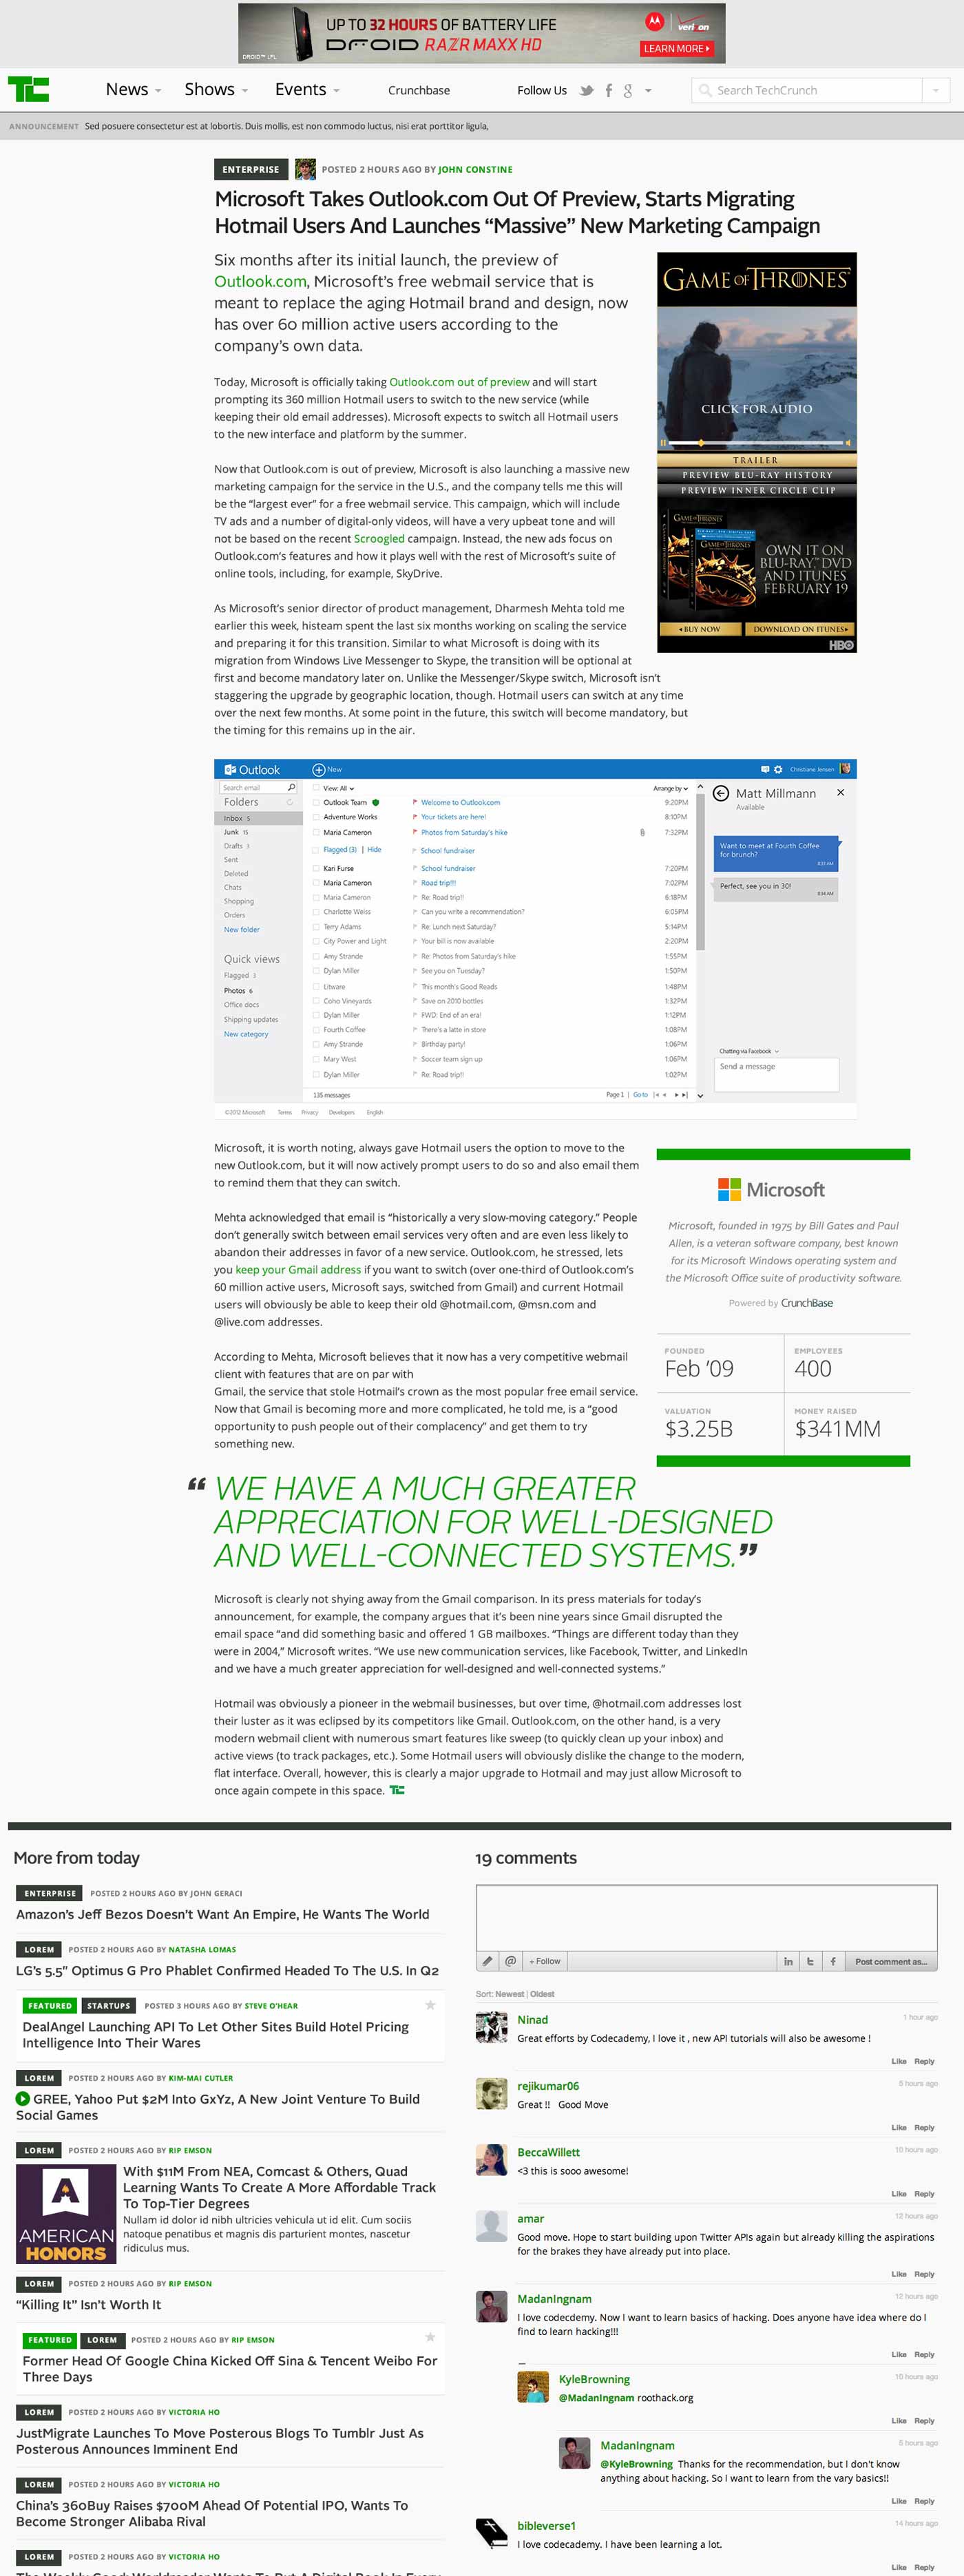 UP TO 32 HOURS OF BATTERY LIFE
DROID RAZR MAXX HD
DROID™ LFL
verizon
LEARN MORE
TC
News
Shows
Events
Crunchbase
Follow Us
Search TechCrunch
ANNOUNCEMENT Sed posuere consectetur est at lobortis. Duis mollis, est non commodo luctus, nisi erat porttitor ligula,
ENTERPRISE POSTED 2 HOURS AGO BY JOHN CONSTINE
Microsoft Takes Outlook.com Out Of Preview, Starts Migrating
Hotmail Users And Launches “Massive” New Marketing Campaign
Six months after its initial launch, the preview of
Outlook.com, Microsoft's free webmail service that is
meant to replace the aging Hotmail brand and design, now
has over 60 million active users according to the
company's own data.
Today, Microsoft is officially taking Outlook.com out of preview and will start
prompting its 360 million Hotmail users to switch to the new service (while
keeping their old email addresses). Microsoft expects to switch all Hotmail users
to the new interface and platform by the summer.
Now that Outlook.com is out of preview, Microsoft is also launching a massive new
marketing campaign for the service in the U.S., and the company tells me this will
be the “largest ever” for a free webmail service. This campaign, which will include
TV ads and a number of digital-only videos, will have a very upbeat tone and will
not be based on the recent Scroogled campaign. Instead, the new ads focus on
Outlook.com's features and how it plays well with the rest of Microsoft's suite of
online tools, including, for example, SkyDrive.
As Microsoft's senior director of product management, Dharmesh Mehta told me
earlier this week, histeam spent the last six months working on scaling the service
and preparing it for this transition. Similar to what Microsoft is doing with its
migration from Windows Live Messenger to Skype, the transition will be optional at
first and become mandatory later on. Unlike the Messenger/Skype switch, Microsoft isn't
staggering the upgrade by geographic location, though. Hotmail users can switch at any time
over the next few months. At some point in the future, this switch will become mandatory, but
the timing for this remains up in the air.
GAME OF THRONES
CLICK FOR AUDIO
TRAILER
PREVIEW BLU-RAY HISTORY
PREVIEW INNER CIRCLE CLIP
GAME OF THRONES
GAME OF THRONES
OWN IT ON
BLU-RAY,™ DVD
AND ITUNES
FEBRUARY 19
BUY NOW
DOWNLOAD ON ITUNES
HBO
Outlook
New
Christiane Jensen
Search email
Folders
Inbox 5
Junk 15
Drafts 3
Sent
Deleted
Chats
Shopping
Orders
New folder
Quick views
Flagged 3
Photos 6
Office docs
Shipping updates
New category
View: All
Arrange by
Outlook Team Welcome to Outlook.com 9:20PM
Adventure Works Your tickets are here! 8:10PM
Maria Cameron Photos from Saturday's hike 7:32PM
Flagged (3) | Hide School fundraiser
Kari Furse School fundraiser 7:20PM
Maria Cameron Road trip!!! 7:02PM
Maria Cameron Re: Road trip!! 6:18PM
Charlotte Weiss Can you write a recommendation? 6:05PM
Terry Adams Re: Lunch next Saturday? 5:14PM
City Power and Light Your bill is now available 2:20PM
Amy Strande Re: Photos from Saturday's hike 1:55PM
Dylan Miller See you on Tuesday? 1:50PM
Litware This month's Good Reads 1:48PM
Coho Vineyards Save on 2010 bottles 1:32PM
Dylan Miller FWD: End of an era! 1:12PM
Fourth Coffee There's a latte in store 1:08PM
Amy Strande Birthday party! 1:06PM
Mary West Soccer team sign up 1:06PM
Dylan Miller Re: Road trip!! 1:02PM
135 messages
Page 1 | Go to
Matt Millmann
Available
Want to meet at Fourth Coffee
for brunch?
8:33 AM
Perfect, see you in 30!
8:34 AM
Chatting via Facebook
Send a message
©2012 Microsoft Terms Privacy Developers English
Microsoft, it is worth noting, always gave Hotmail users the option to move to the
new Outlook.com, but it will now actively prompt users to do so and also email them
to remind them that they can switch.
Mehta acknowledged that email is “historically a very slow-moving category.” People
don't generally switch between email services very often and are even less likely to
abandon their addresses in favor of a new service. Outlook.com, he stressed, lets
you keep your Gmail address if you want to switch (over one-third of Outlook.com's
60 million active users, Microsoft says, switched from Gmail) and current Hotmail
users will obviously be able to keep their old @hotmail.com, @msn.com and
@live.com addresses.
According to Mehta, Microsoft believes that it now has a very competitive webmail
client with features that are on par with
Gmail, the service that stole Hotmail's crown as the most popular free email service.
Now that Gmail is becoming more and more complicated, he told me, is a “good
opportunity to push people out of their complacency” and get them to try
something new.
Microsoft
Microsoft, founded in 1975 by Bill Gates and Paul
Allen, is a veteran software company, best known
for its Microsoft Windows operating system and
the Microsoft Office suite of productivity software.
Powered by CrunchBase
FOUNDED
Feb '09
EMPLOYEES
400
VALUATION
$3.25B
MONEY RAISED
$341MM
“ WE HAVE A MUCH GREATER
APPRECIATION FOR WELL-DESIGNED
AND WELL-CONNECTED SYSTEMS.”
Microsoft is clearly not shying away from the Gmail comparison. In its press materials for today's
announcement, for example, the company argues that it's been nine years since Gmail disrupted the
email space “and did something basic and offered 1 GB mailboxes. “Things are different today than they
were in 2004,” Microsoft writes. “We use new communication services, like Facebook, Twitter, and LinkedIn
and we have a much greater appreciation for well-designed and well-connected systems.”
Hotmail was obviously a pioneer in the webmail businesses, but over time, @hotmail.com addresses lost
their luster as it was eclipsed by its competitors like Gmail. Outlook.com, on the other hand, is a very
modern webmail client with numerous smart features like sweep (to quickly clean up your inbox) and
active views (to track packages, etc.). Some Hotmail users will obviously dislike the change to the modern,
flat interface. Overall, however, this is clearly a major upgrade to Hotmail and may just allow Microsoft to
once again compete in this space. TC
More from today
ENTERPRISE POSTED 2 HOURS AGO BY JOHN GERACI
Amazon's Jeff Bezos Doesn't Want An Empire, He Wants The World
LOREM POSTED 2 HOURS AGO BY NATASHA LOMAS
LG's 5.5" Optimus G Pro Phablet Confirmed Headed To The U.S. In Q2
FEATURED STARTUPS POSTED 3 HOURS AGO BY STEVE O'HEAR
DealAngel Launching API To Let Other Sites Build Hotel Pricing
Intelligence Into Their Wares
LOREM POSTED 2 HOURS AGO BY KIM-MAI CUTLER
GREE, Yahoo Put $2M Into GxYz, A New Joint Venture To Build
Social Games
LOREM POSTED 2 HOURS AGO BY RIP EMSON
AMERICAN
HONORS
With $11M From NEA, Comcast & Others, Quad
Learning Wants To Create A More Affordable Track
To Top-Tier Degrees
Nullam id dolor id nibh ultricies vehicula ut id elit. Cum sociis
natoque penatibus et magnis dis parturient montes, nascetur
ridiculus mus.
LOREM POSTED 2 HOURS AGO BY RIP EMSON
“Killing It” Isn't Worth It
FEATURED LOREM POSTED 2 HOURS AGO BY RIP EMSON
Former Head Of Google China Kicked Off Sina & Tencent Weibo For
Three Days
LOREM POSTED 2 HOURS AGO BY VICTORIA HO
JustMigrate Launches To Move Posterous Blogs To Tumblr Just As
Posterous Announces Imminent End
LOREM POSTED 2 HOURS AGO BY VICTORIA HO
China's 360Buy Raises $700M Ahead Of Potential IPO, Wants To
Become Stronger Alibaba Rival
LOREM POSTED 2 HOURS AGO BY VICTORIA HO
19 comments
@ + Follow
in t f Post comment as...
Sort: Newest | Oldest
Ninad 1 hour ago
Great efforts by Codecademy, I love it , new API tutorials will also be awesome !
Like Reply
rejikumar06 5 hours ago
Great !! Good Move
Like Reply
BeccaWillett 10 hours ago
<3 this is sooo awesome!
Like Reply
amar 12 hours ago
Good move. Hope to start building upon Twitter APIs again but already killing the aspirations
for the brakes they have already put into place.
Like Reply
MadanIngnam 12 hours ago
I love codecdemy. Now I want to learn basics of hacking. Does anyone have idea where do I
find to learn hacking!!!
Like Reply
KyleBrowning 10 hours ago
@MadanIngnam roothack.org
Like Reply
MadanIngnam 5 hours ago
@KyleBrowning Thanks for the recommendation, but I don't know
anything about hacking. So I want to learn from the vary basics!!
Like Reply
bibleverse1 14 hours ago
I love codecademy. I have been learning a lot.
Like Reply